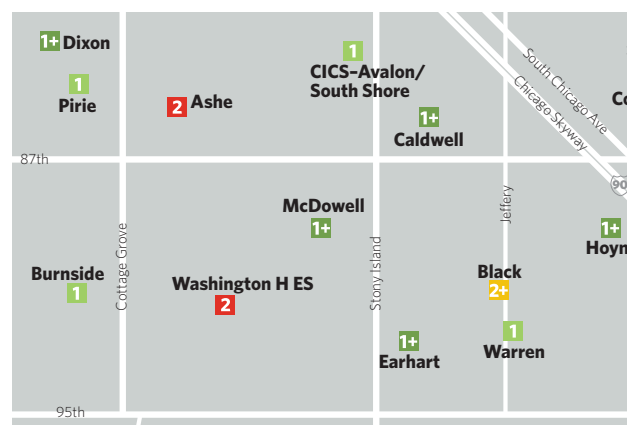 1+ Dixon
1
Pirie
2 Ashe
1
CICS–Avalon/
South Shore
1+
Caldwell
South Chicago Ave
Chicago Skyway
87th
90
McDowell
1+
Jeffery
1+
Burnside
1
Cottage Grove
Washington H ES
2
Stony Island
Black
2+
1
Warren
1+
Earhart
95th